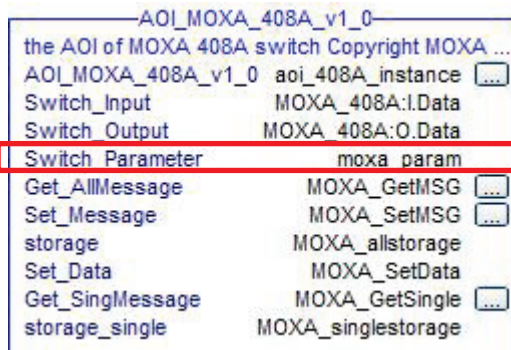 AOI_MOXA_408A_v1_0
the AOI of MOXA 408A switch Copyright MOXA ...
AOI_MOXA_408A_v1_0 aoi_408A_instance ...
Switch_Input MOXA_408A:I.Data
Switch_Output MOXA_408A:O.Data
Switch_Parameter moxa_param
Get_AllMessage MOXA_GetMSG ...
Set_Message MOXA_SetMSG ...
storage MOXA_allstorage
Set_Data MOXA_SetData
Get_SingMessage MOXA_GetSingle ...
storage_single MOXA_singlestorage